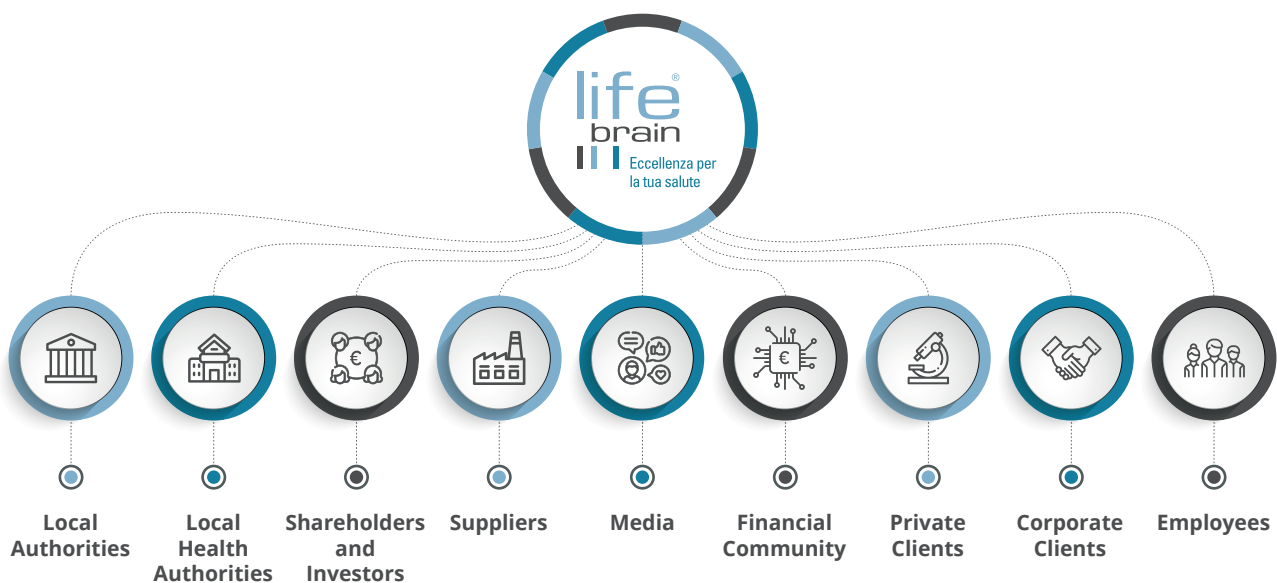 life®
brain
Eccellenza per
la tua salute
€
€
Local
Authorities
Local
Health
Authorities
Shareholders
and
Investors
Suppliers
Media
Financial
Community
Private
Clients
Corporate
Clients
Employees